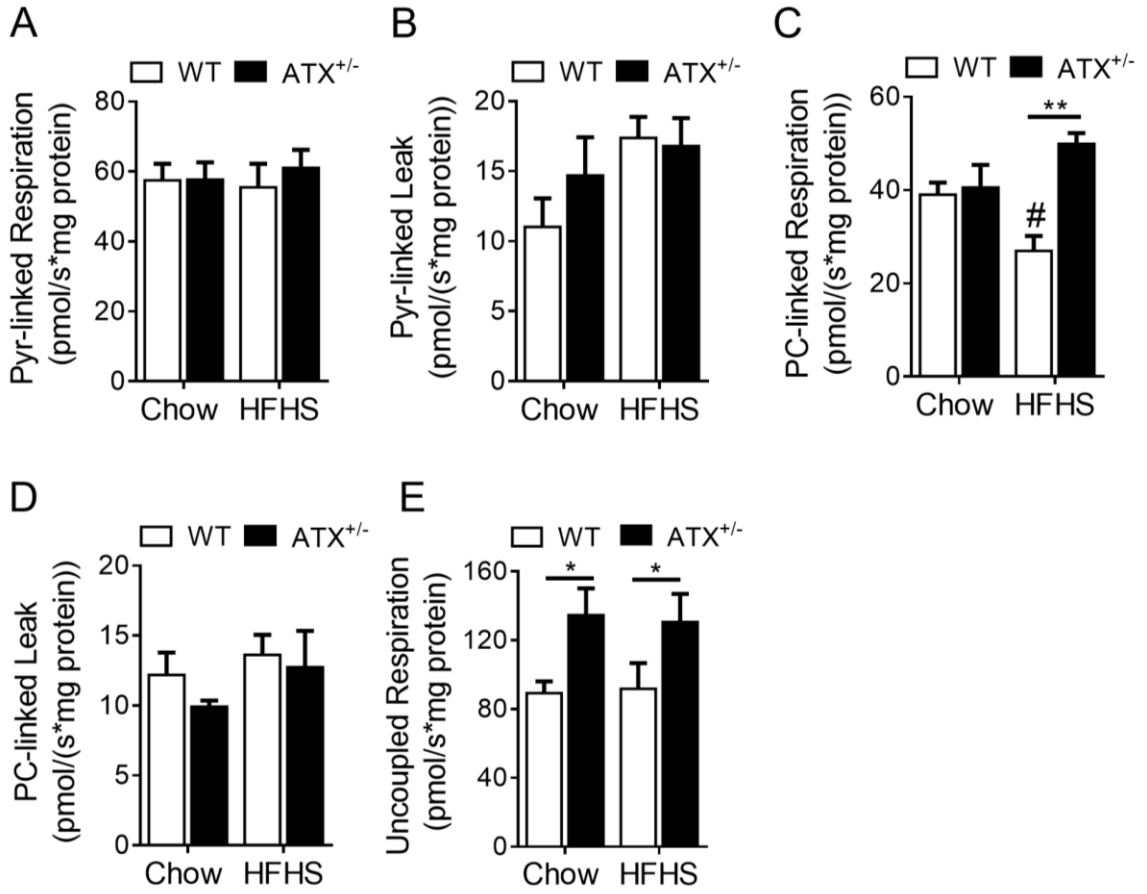 A
WT ATX+/-
Pyr-linked Respiration
(pmol/s*mg protein)
80
60
40
20
0
Chow HFHS
B
WT ATX+/-
Pyr-linked Leak
(pmol/(s*mg protein))
20
15
10
5
0
Chow HFHS
C
WT ATX+/-
PC-linked Respiration
(pmol/(s*mg protein))
60
40
20
0
**
#
Chow HFHS
D
WT ATX+/-
PC-linked Leak
(pmol/(s*mg protein))
20
15
10
5
0
Chow HFHS
E
WT ATX+/-
Uncoupled Respiration
(pmol/s*mg protein)
160
120
80
40
0
* *
Chow HFHS